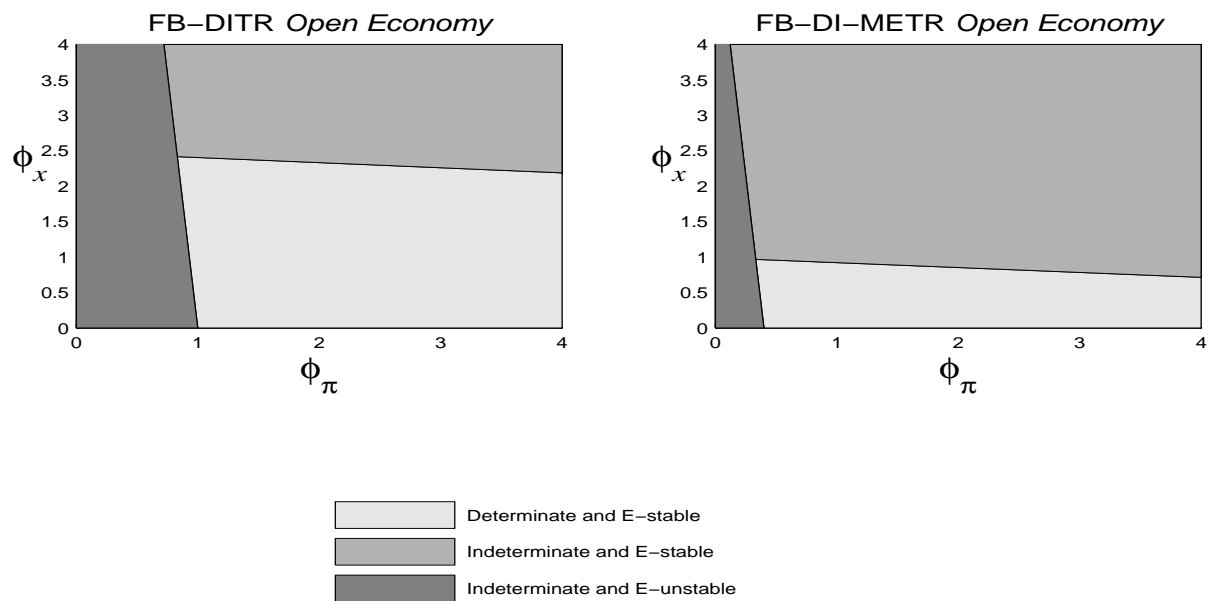 FB−DITR Open Economy
4
3.5
3
2.5
2
1.5
1
0.5
0
ϕx
0 1 2 3 4
ϕπ
FB−DI−METR Open Economy
4
3.5
3
2.5
2
1.5
1
0.5
0
ϕx
0 1 2 3 4
ϕπ
Determinate and E−stable
Indeterminate and E−stable
Indeterminate and E−unstable